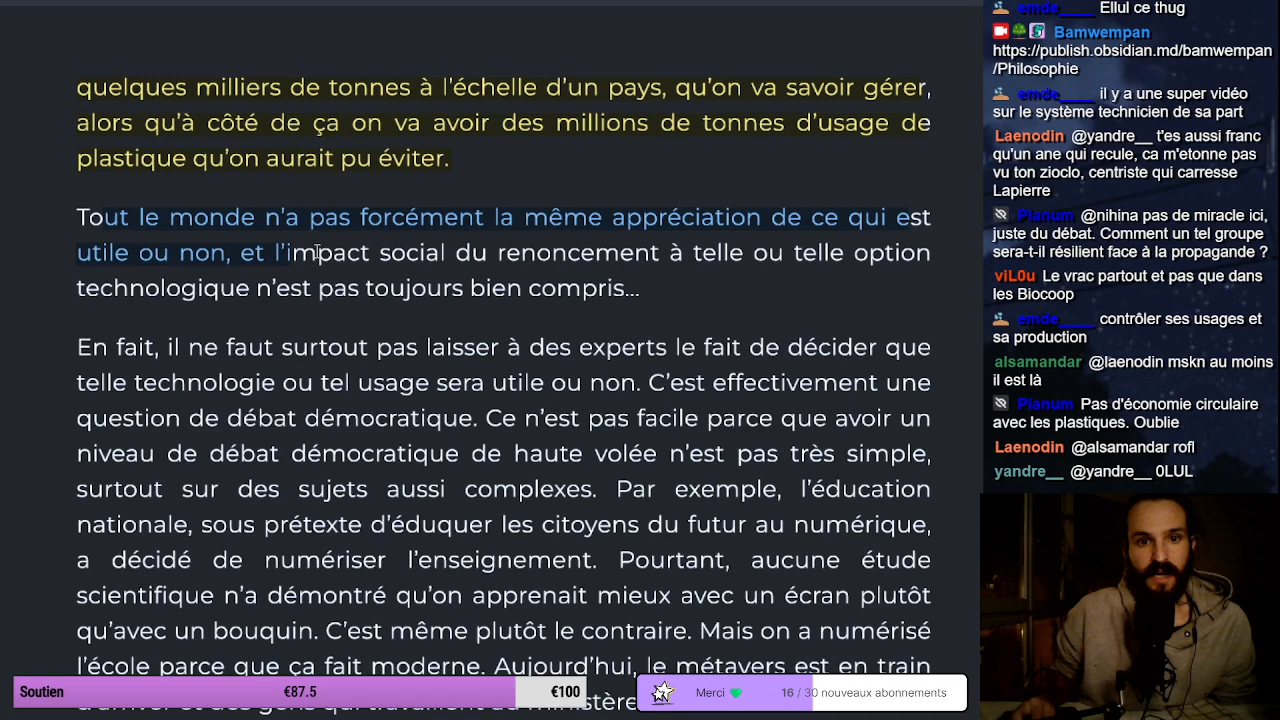 quelques milliers de tonnes à l'échelle d'un pays, qu'on va savoir gérer,
alors qu'à côté de ça on va avoir des millions de tonnes d'usage de
plastique qu'on aurait pu éviter.
Tout le monde n'a pas forcément la même appréciation de ce qui est
utile ou non, et l'impact social du renoncement à telle ou telle option
technologique n'est pas toujours bien compris...
En fait, il ne faut surtout pas laisser à des experts le fait de décider que
telle technologie ou tel usage sera utile ou non. C'est effectivement une
question de débat démocratique. Ce n'est pas facile parce que avoir un
niveau de débat démocratique de haute volée n'est pas très simple,
surtout sur des sujets aussi complexes. Par exemple, l'éducation
nationale, sous prétexte d'éduquer les citoyens du futur au numérique,
a décidé de numériser l'enseignement. Pourtant, aucune étude
scientifique n'a démontré qu'on apprenait mieux avec un écran plutôt
qu'avec un bouquin. C'est même plutôt le contraire. Mais on a numérisé
l'école parce que ça fait moderne. Aujourd'hui, le métavers est en train
Soutien €87.5 €100
Merci 16 / 30 nouveaux abonnements
emde____ Ellul ce thug
Bamwempan
https://publish.obsidian.md/bamwempan
/Philosophie
emde____ il y a une super vidéo
sur le système technicien de sa part
Laenodin @yandre__ t'es aussi franc
qu'un ane qui recule, ca m'etonne pas
vu ton zioclo, centriste qui carresse
Lapierre
Planum @nihina pas de miracle ici,
juste du débat. Comment un tel groupe
sera-t-il résilient face à la propagande ?
viL0u Le vrac partout et pas que dans
les Biocoop
emde____ contrôler ses usages et
sa production
alsamandar @laenodin mskn au moins
il est là
Planum Pas d'économie circulaire
avec les plastiques. Oublie
Laenodin @alsamandar rofl
yandre__ @yandre__ 0LUL